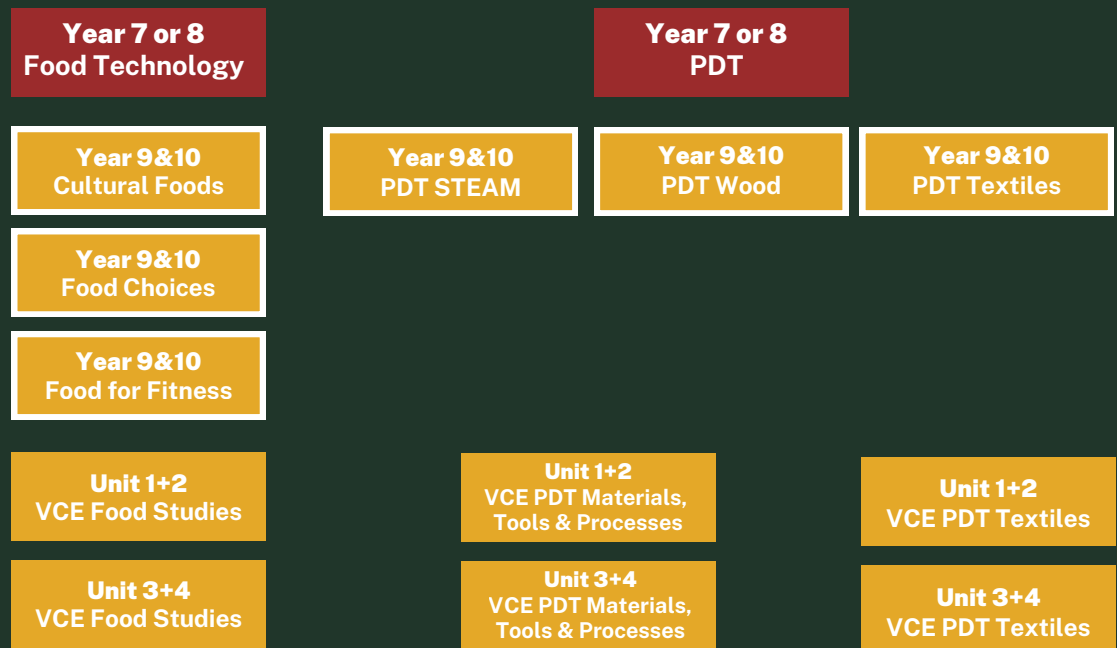 Year 7 or 8
Food Technology
Year 7 or 8
PDT
Year 9&10
Cultural Foods
Year 9&10
PDT STEAM
Year 9&10
PDT Wood
Year 9&10
PDT Textiles
Year 9&10
Food Choices
Year 9&10
Food for Fitness
Unit 1+2
VCE Food Studies
Unit 1+2
VCE PDT Materials,
Tools & Processes
Unit 1+2
VCE PDT Textiles
Unit 3+4
VCE Food Studies
Unit 3+4
VCE PDT Materials,
Tools & Processes
Unit 3+4
VCE PDT Textiles